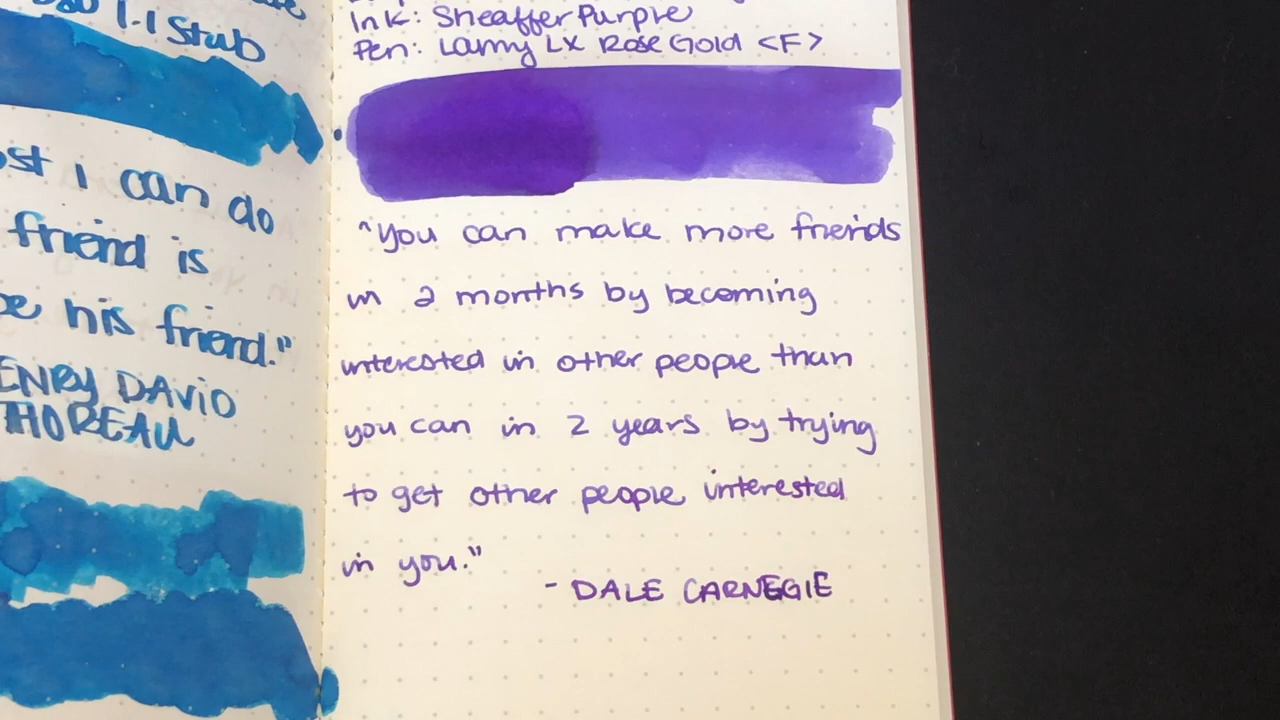 1.1 Stub
st I can do
friend is
be his friend."
ENRY DAVID
THOREAU
Ink: Sheaffer Purple
Pen: Lamy LX Rose Gold <F>
"You can make more friends
in 2 months by becoming
interested in other people than
you can in 2 years by trying
to get other people interested
in you."
- DALE CARNEGIE